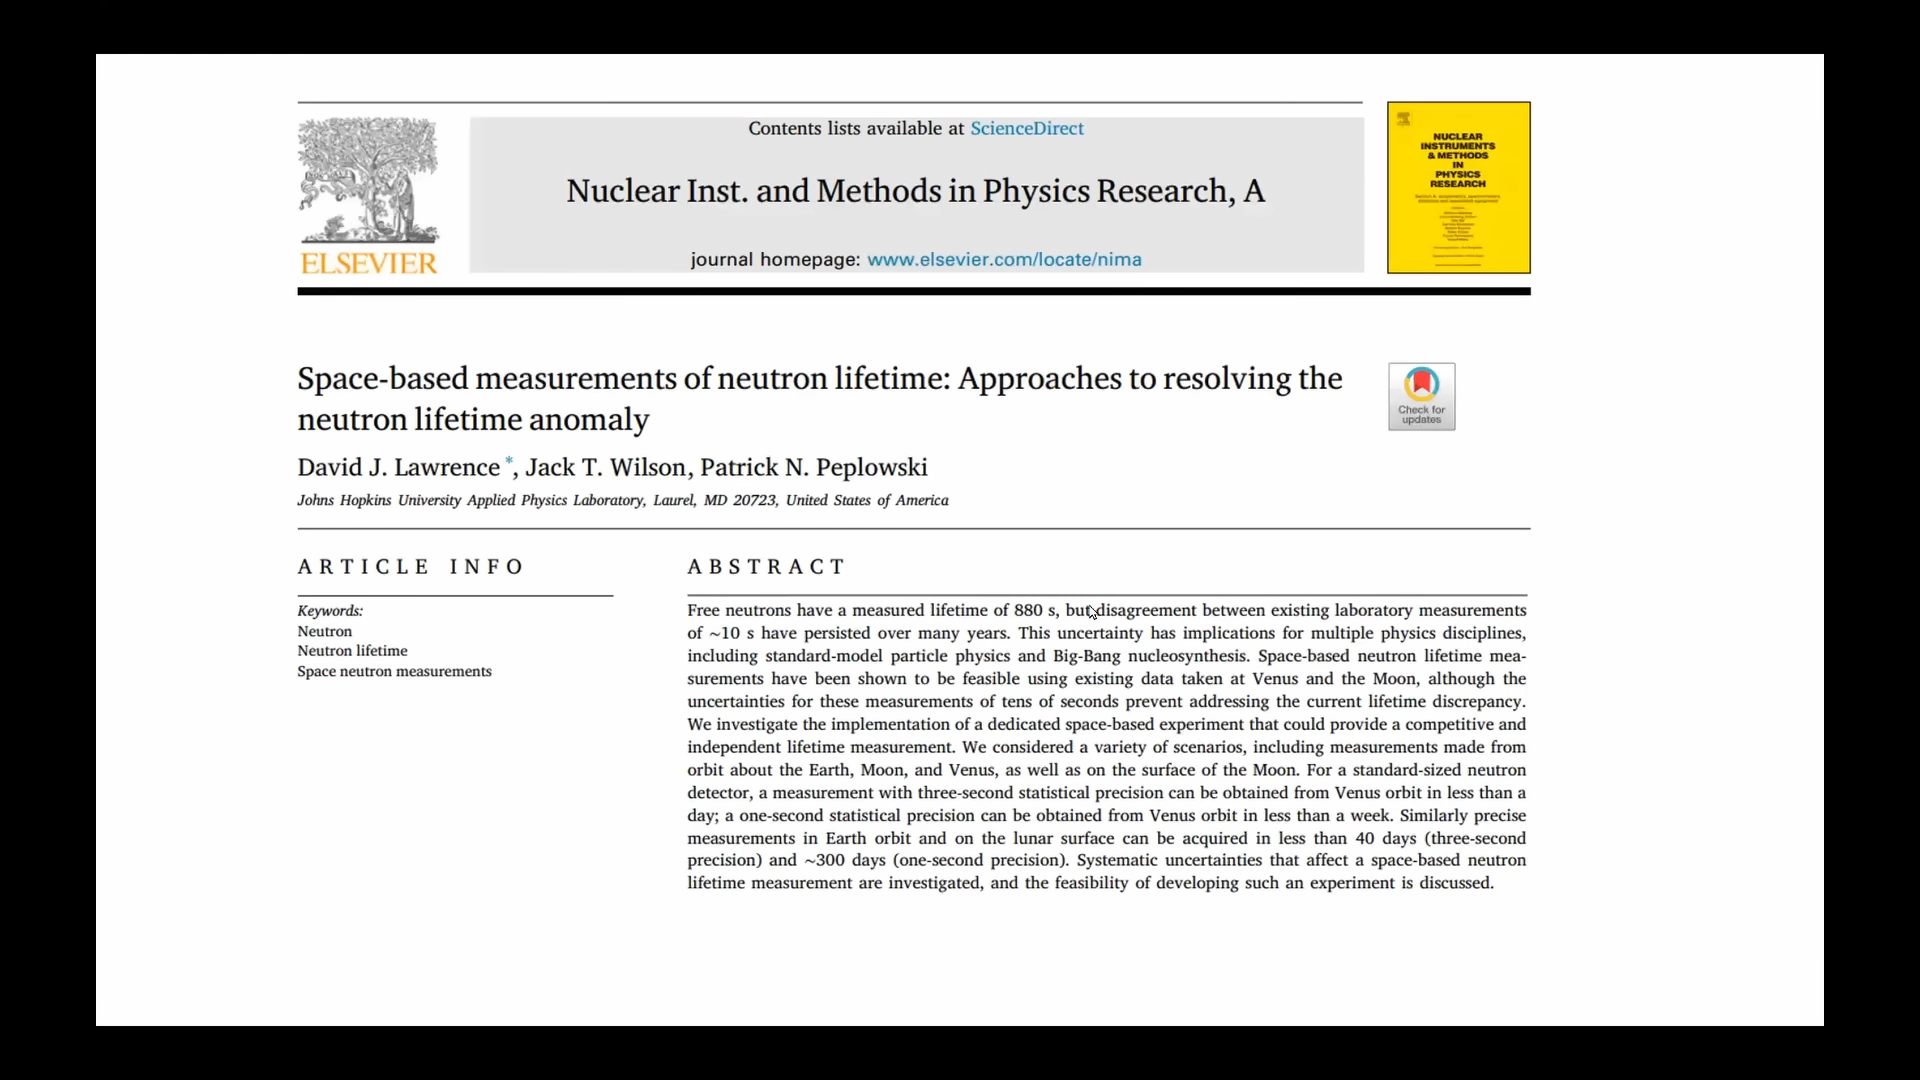 Contents lists available at ScienceDirect
Nuclear Inst. and Methods in Physics Research, A
journal homepage: www.elsevier.com/locate/nima
ELSEVIER
NUCLEAR
INSTRUMENTS
& METHODS
IN
PHYSICS
RESEARCH
Space-based measurements of neutron lifetime: Approaches to resolving the
neutron lifetime anomaly
Check for
updates
David J. Lawrence *, Jack T. Wilson, Patrick N. Peplowski
Johns Hopkins University Applied Physics Laboratory, Laurel, MD 20723, United States of America
ARTICLE INFO
Keywords:
Neutron
Neutron lifetime
Space neutron measurements
ABSTRACT
Free neutrons have a measured lifetime of 880 s, but disagreement between existing laboratory measurements
of ~10 s have persisted over many years. This uncertainty has implications for multiple physics disciplines,
including standard-model particle physics and Big-Bang nucleosynthesis. Space-based neutron lifetime mea-
surements have been shown to be feasible using existing data taken at Venus and the Moon, although the
uncertainties for these measurements of tens of seconds prevent addressing the current lifetime discrepancy.
We investigate the implementation of a dedicated space-based experiment that could provide a competitive and
independent lifetime measurement. We considered a variety of scenarios, including measurements made from
orbit about the Earth, Moon, and Venus, as well as on the surface of the Moon. For a standard-sized neutron
detector, a measurement with three-second statistical precision can be obtained from Venus orbit in less than a
day; a one-second statistical precision can be obtained from Venus orbit in less than a week. Similarly precise
measurements in Earth orbit and on the lunar surface can be acquired in less than 40 days (three-second
precision) and ~300 days (one-second precision). Systematic uncertainties that affect a space-based neutron
lifetime measurement are investigated, and the feasibility of developing such an experiment is discussed.